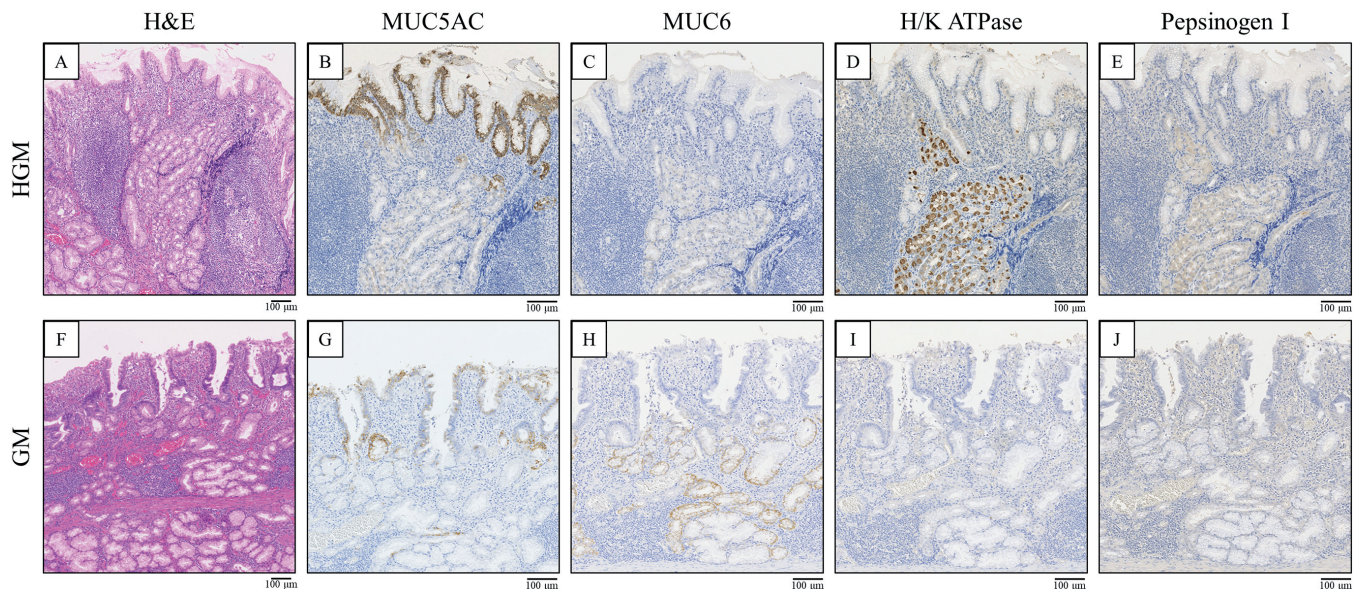 H&E MUC5AC MUC6 H/K ATPase Pepsinogen I
HGM
A B C D E
100 μm 100 μm 100 μm 100 μm 100 μm
GM
F G H I J
100 μm 100 μm 100 μm 100 μm 100 μm